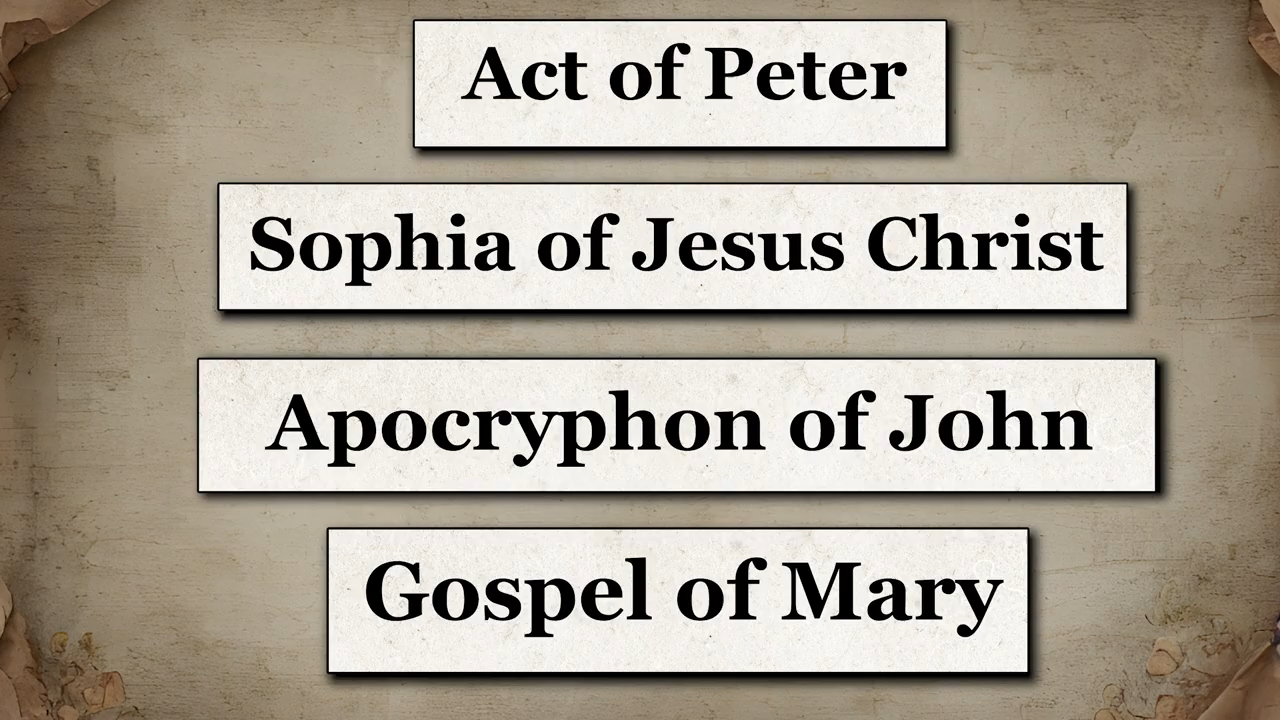 Act of Peter
Sophia of Jesus Christ
Apocryphon of John
Gospel of Mary